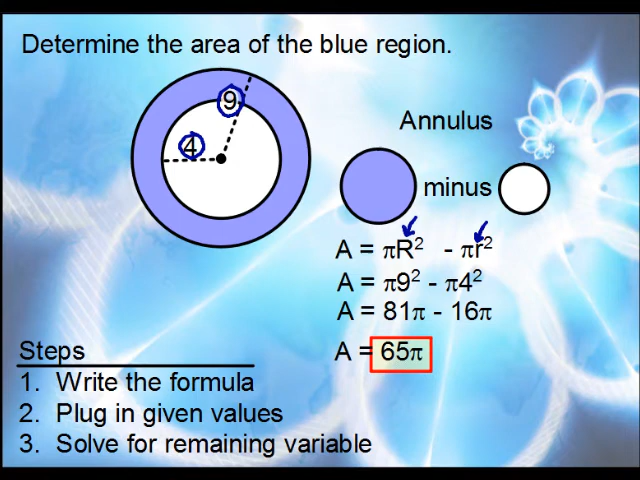 Determine the area of the blue region.
9
4
Annulus
minus
A = πR² - πr²
A = π9² - π4²
A = 81π - 16π
A = 65π
Steps
1. Write the formula
2. Plug in given values
3. Solve for remaining variable